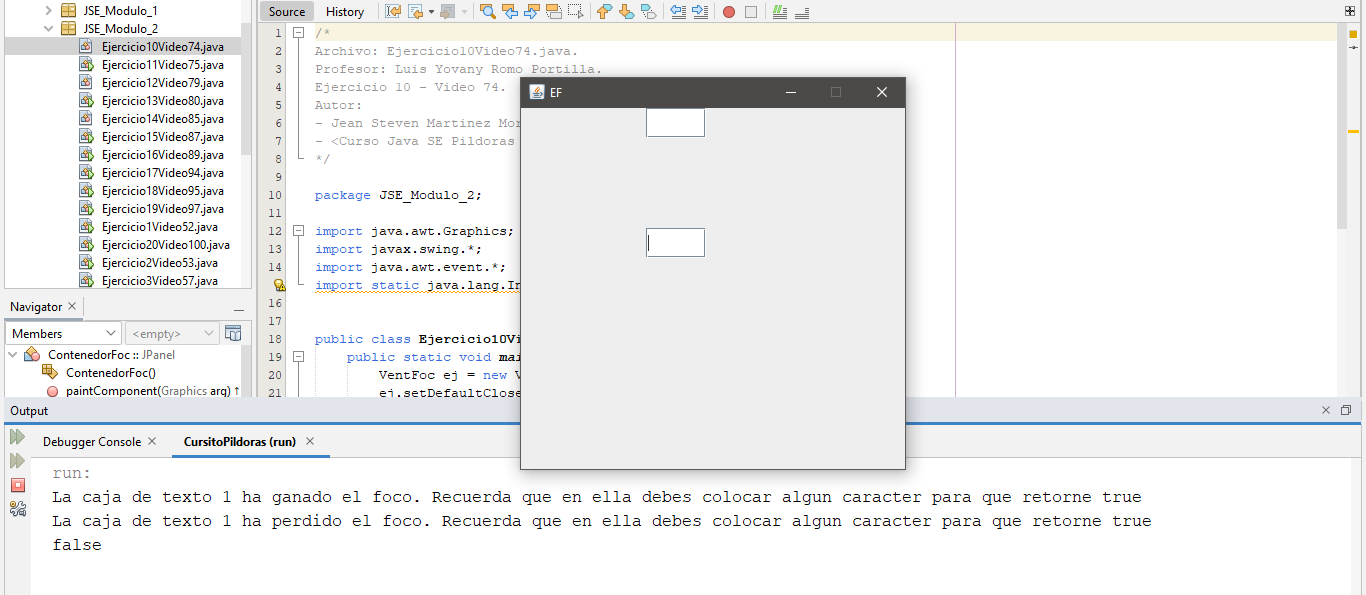 JSE_Modulo_1
JSE_Modulo_2
Ejercicio10Video74.java
Ejercicio11Video75.java
Ejercicio12Video79.java
Ejercicio13Video80.java
Ejercicio14Video85.java
Ejercicio15Video87.java
Ejercicio16Video89.java
Ejercicio17Video94.java
Ejercicio18Video95.java
Ejercicio19Video97.java
Ejercicio1Video52.java
Ejercicio20Video100.java
Ejercicio2Video53.java
Ejercicio3Video57.java
Navigator
Members
<empty>
ContenedorFoc :: JPanel
ContenedorFoc()
paintComponent(Graphics arg) ↑
Source History
1 /*
2 Archivo: Ejercicio10Video74.java.
3 Profesor: Luis Yovany Romo Portilla.
4 Ejercicio 10 - Video 74.
5 Autor:
6 - Jean Steven Martinez Mor
7 - <Curso Java SE Pildoras
8 */
9
10 package JSE_Modulo_2;
11
12 import java.awt.Graphics;
13 import javax.swing.*;
14 import java.awt.event.*;
import static java.lang.In
16
17
18 public class Ejercicio10Vi
19 public static void mai
20 VentFoc ej = new V
21 ej.setDefaultClose
EF
Output
Debugger Console CursitoPildoras (run)
run:
La caja de texto 1 ha ganado el foco. Recuerda que en ella debes colocar algun caracter para que retorne true
La caja de texto 1 ha perdido el foco. Recuerda que en ella debes colocar algun caracter para que retorne true
false